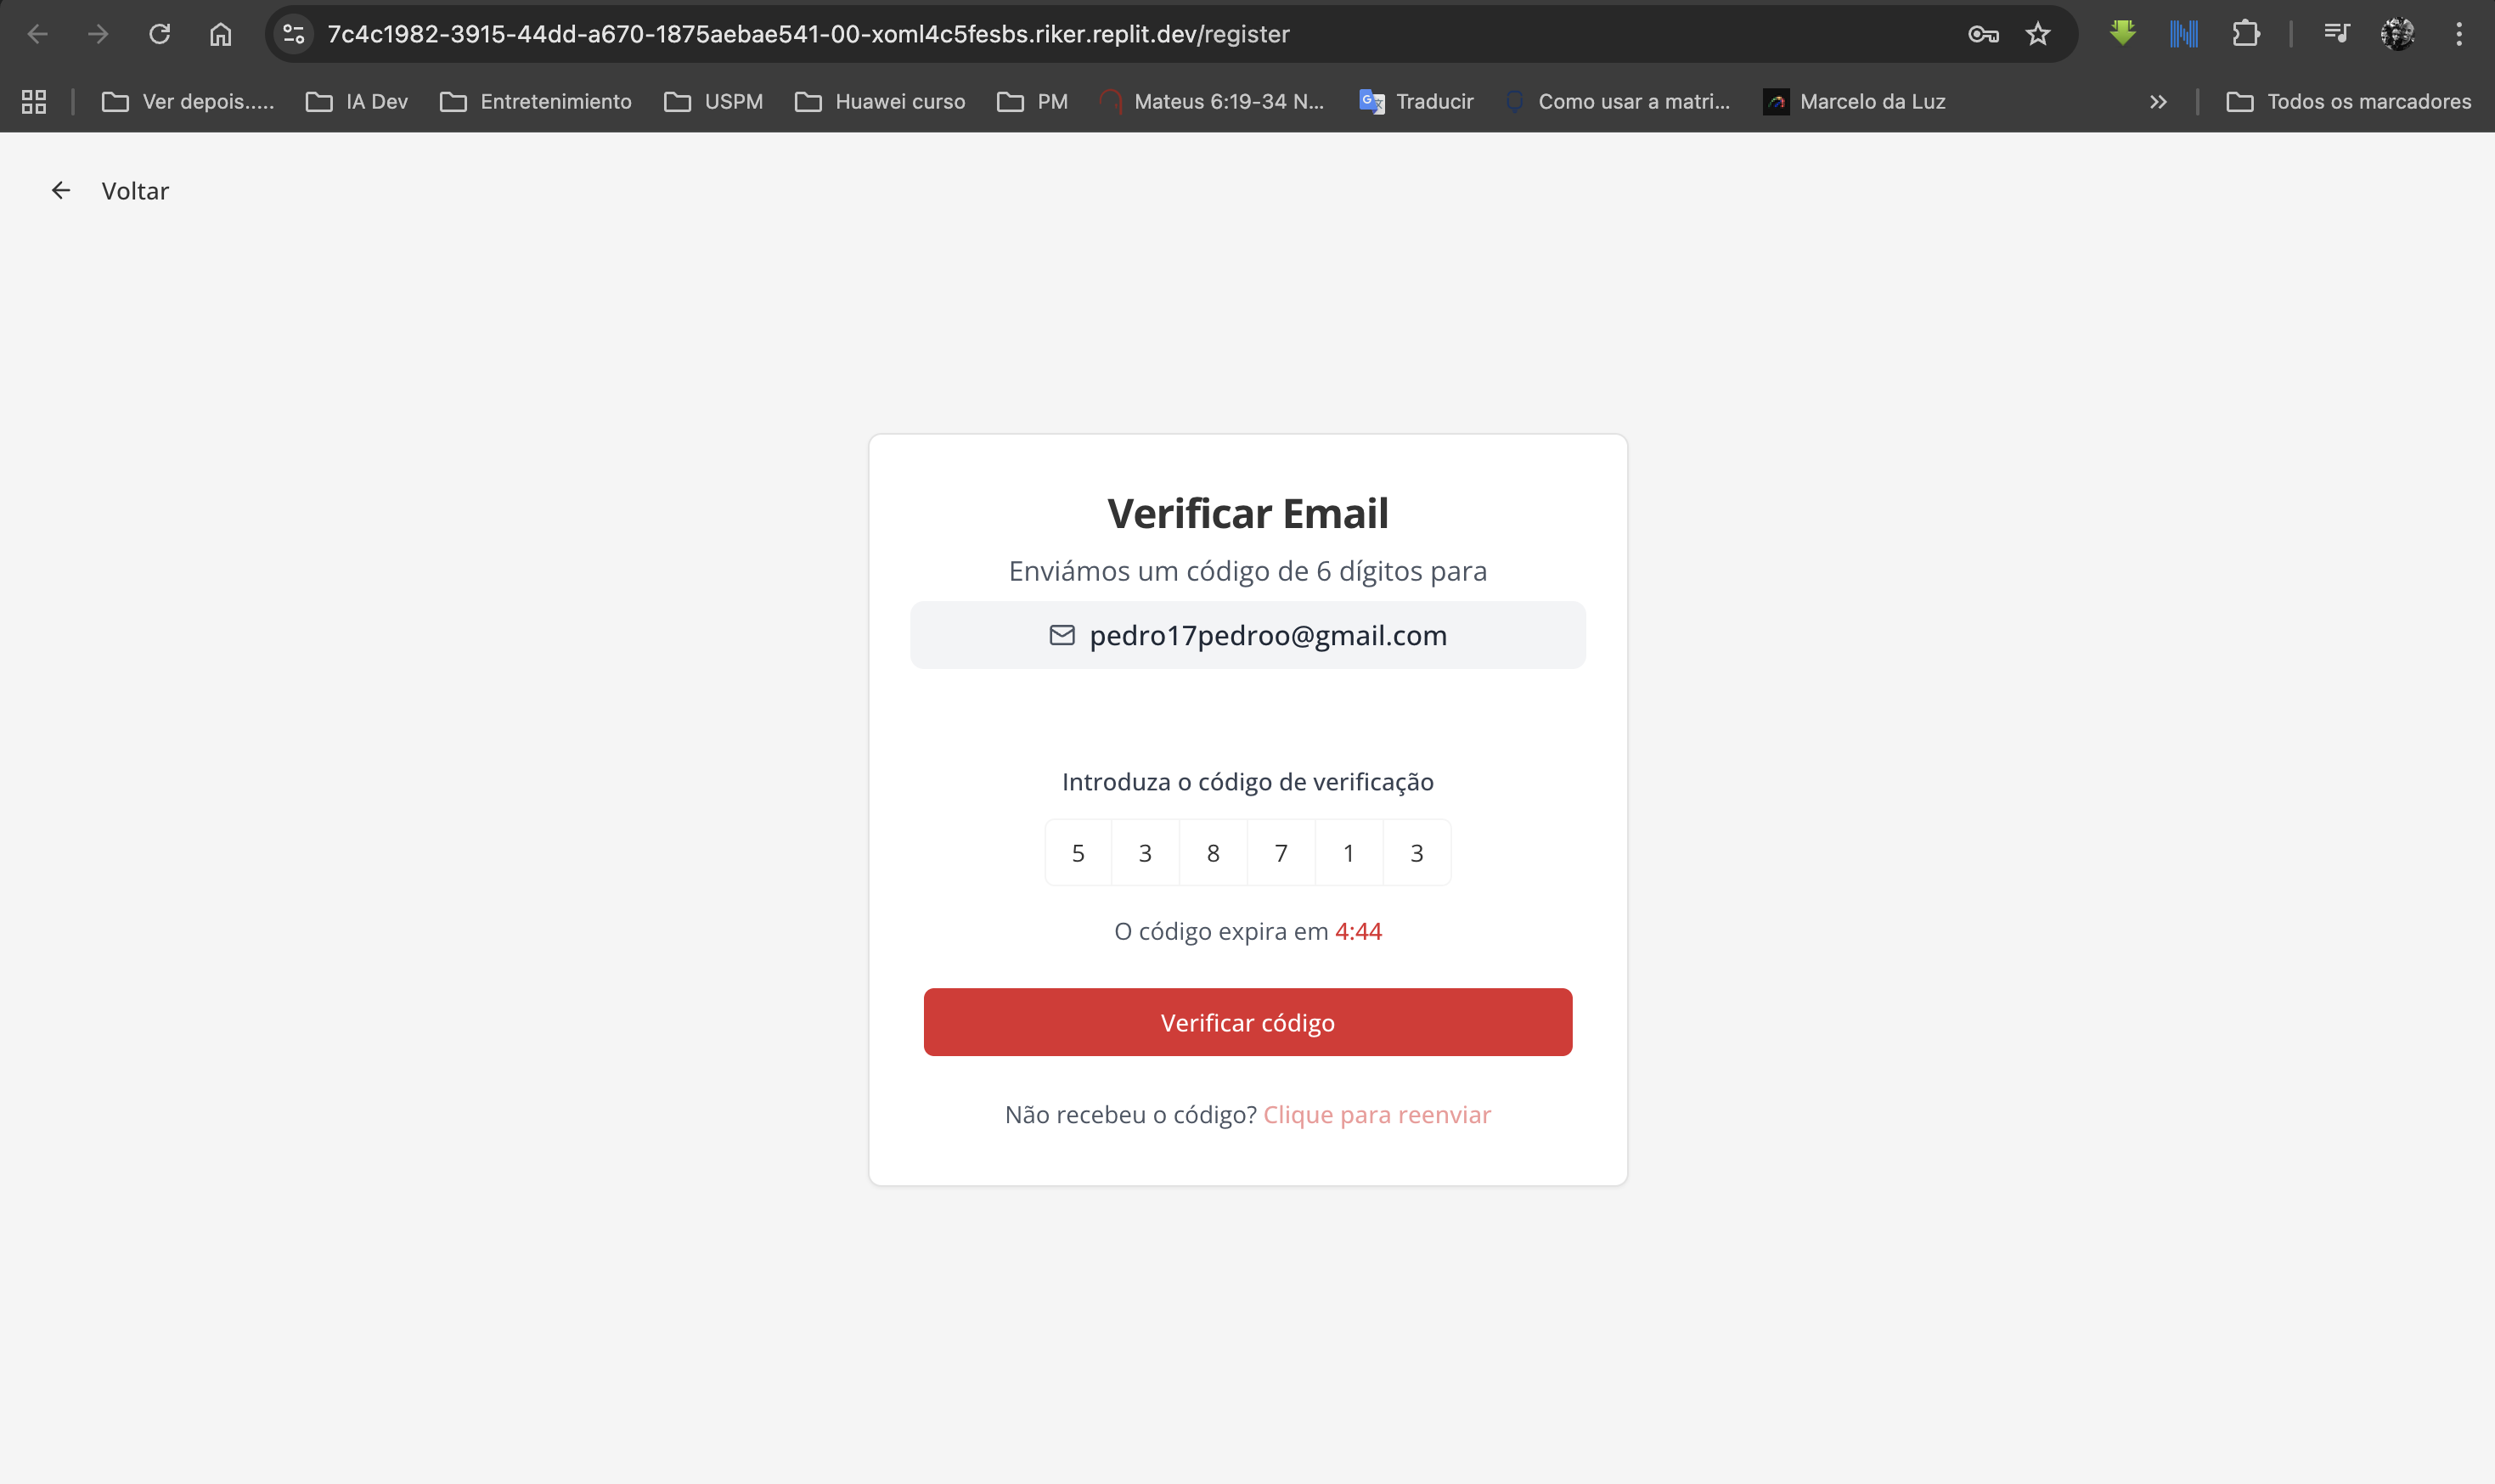 7c4c1982-3915-44dd-a670-1875aebae541-00-xoml4c5fesbs.riker.replit.dev/register
Ver depois..... IA Dev Entretenimiento USPM Huawei curso PM Mateus 6:19-34 N... Traducir Como usar a matri... Marcelo da Luz Todos os marcadores
Voltar
Verificar Email
Enviámos um código de 6 dígitos para
pedro17pedroo@gmail.com
Introduza o código de verificação
5 3 8 7 1 3
O código expira em 4:44
Verificar código
Não recebeu o código? Clique para reenviar